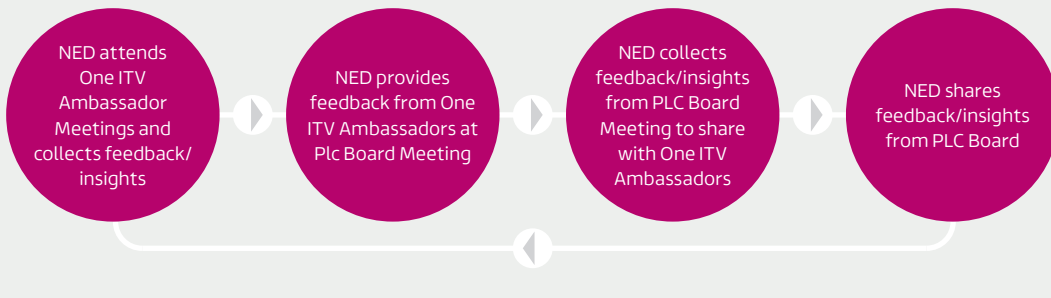 NED attends
One ITV
Ambassador
Meetings and
collects feedback/
insights
NED provides
feedback from One
ITV Ambassadors at
Plc Board Meeting
NED collects
feedback/insights
from PLC Board
Meeting to share
with One ITV
Ambassadors
NED shares
feedback/insights
from PLC Board